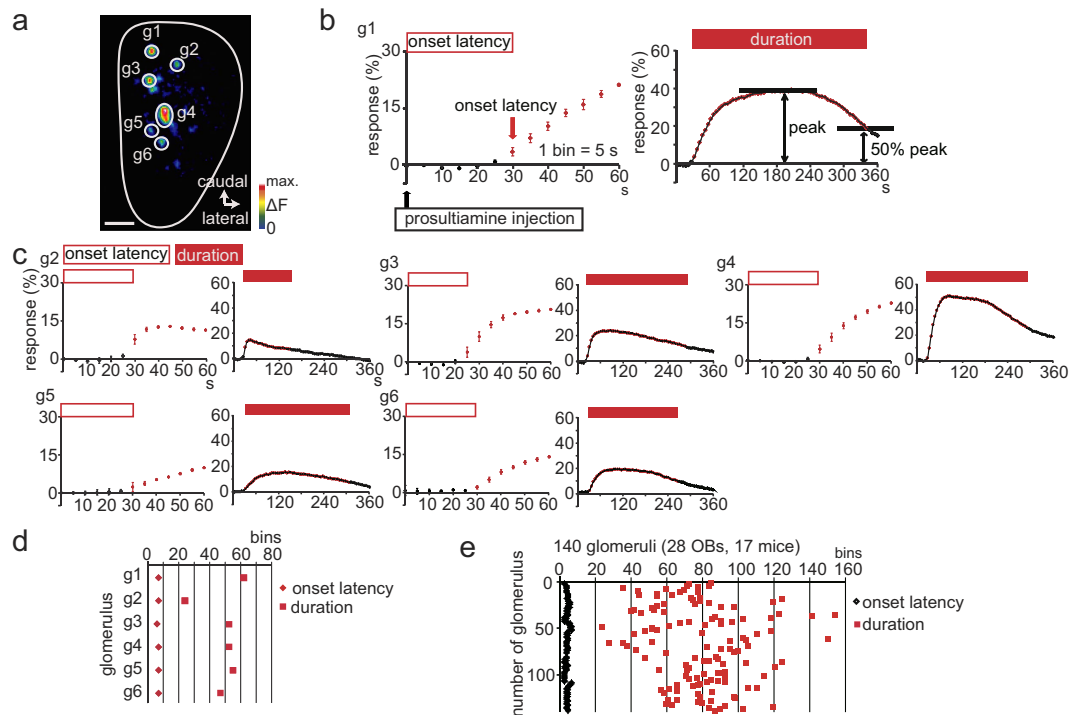 a
g1
g2
g3
g4
g5
g6
caudal
lateral
max.
ΔF
0
b
g1
onset latency
response (%)
30
15
0
onset latency
1 bin = 5 s
0 10 20 30 40 50 60
s
prosultiamine injection
duration
response (%)
60
40
20
0
peak
50% peak
60 120 180 240 300 360
s
c
onset latency
duration
g2
response (%)
30
15
0
10 20 30 40 50 60
s
60
40
20
0
120 240 360
s
g3
30
15
0
10 20 30 40 50 60
60
40
20
0
120 240 360
g4
30
15
0
10 20 30 40 50 60
60
40
20
0
120 240 360
g5
30
15
0
10 20 30 40 50 60
60
40
20
0
120 240 360
g6
30
15
0
10 20 30 40 50 60
60
40
20
0
120 240 360
d
bins
0 20 40 60 80
glomerulus
g1
g2
g3
g4
g5
g6
onset latency
duration
e
140 glomeruli (28 OBs, 17 mice)
bins
0 20 40 60 80 100 120 140 160
number of glomerulus
0
50
100
onset latency
duration